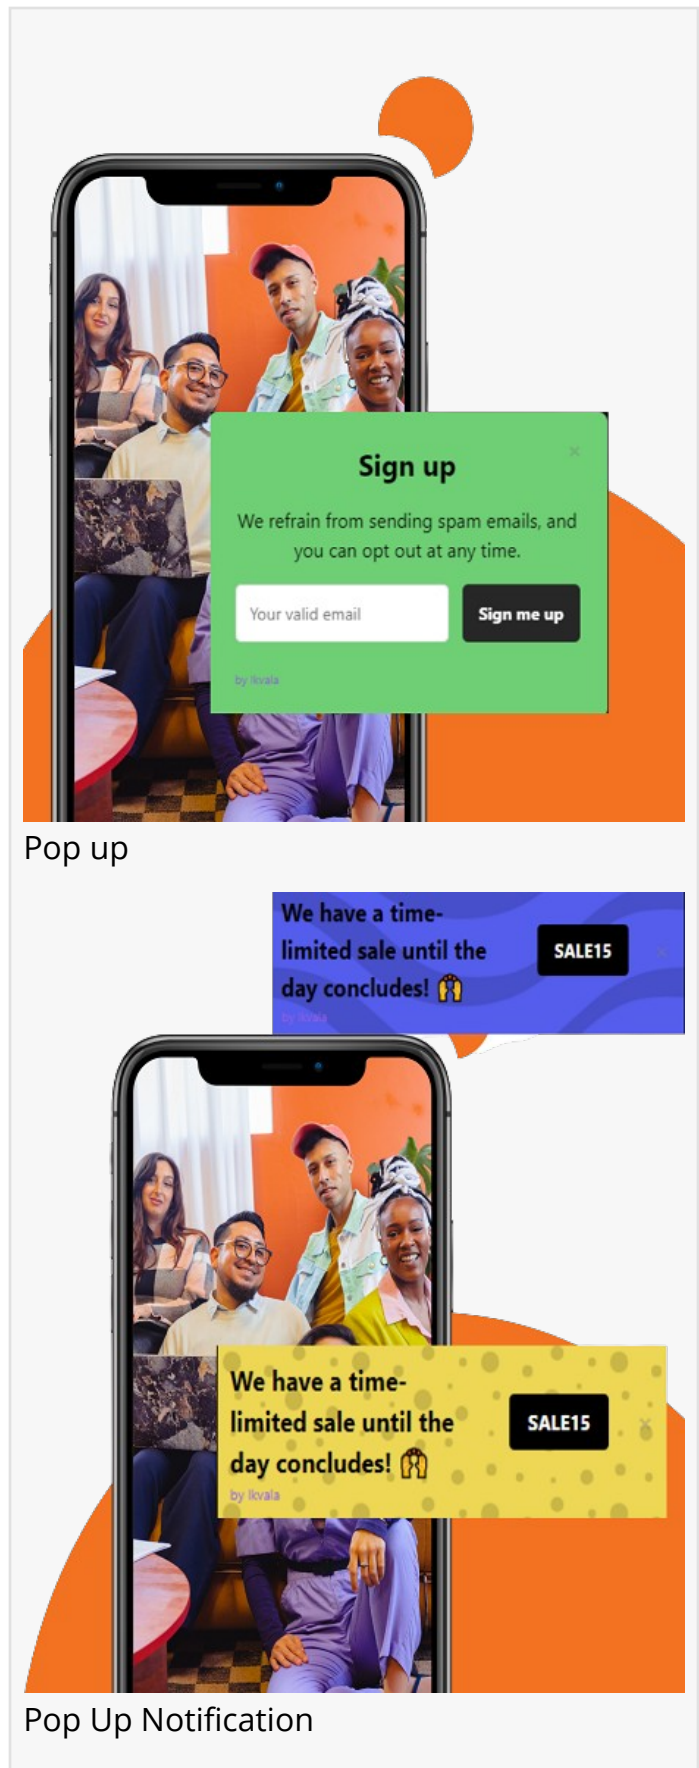 Sign up
×
We refrain from sending spam emails, and
you can opt out at any time.
Your valid email
Sign me up
by Ikvala
Pop up
We have a time-
limited sale until the
day concludes! 🙌
SALE15
×
by Ikvala
We have a time-
limited sale until the
day concludes! 🙌
SALE15
×
by Ikvala
Pop Up Notification